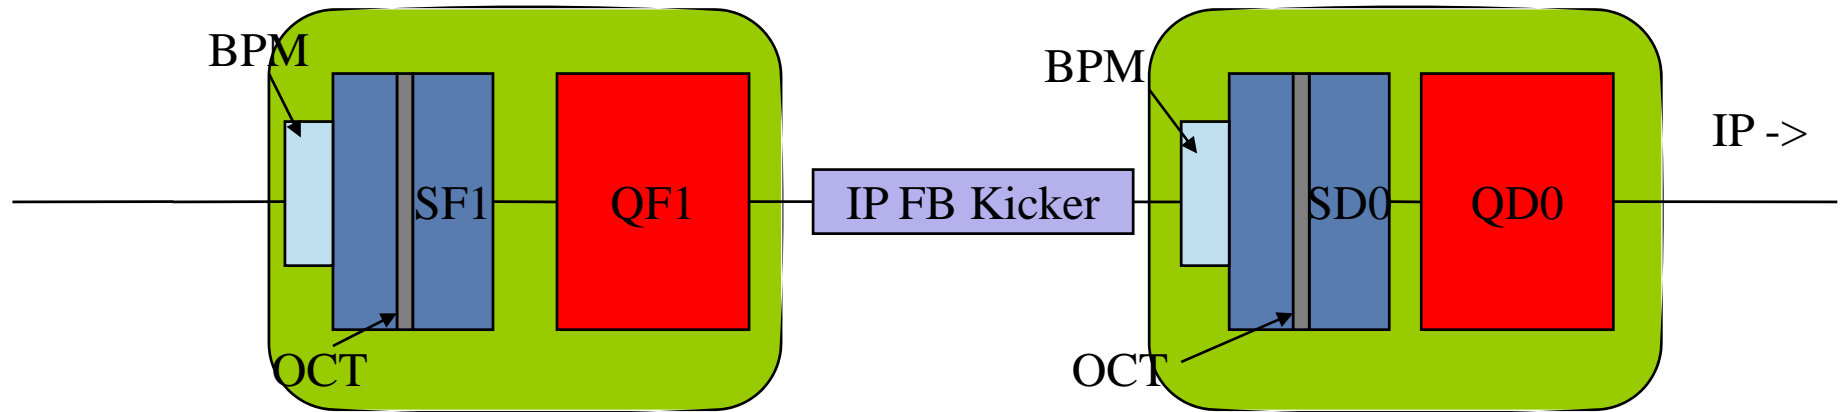 BPM
SF1
QF1
OCT
IP FB Kicker
BPM
SD0
QD0
OCT
IP ->